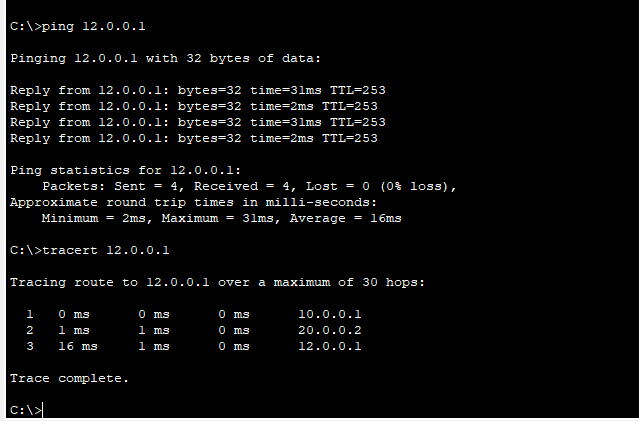 C:\>ping 12.0.0.1
Pinging 12.0.0.1 with 32 bytes of data:
Reply from 12.0.0.1: bytes=32 time=31ms TTL=253
Reply from 12.0.0.1: bytes=32 time=2ms TTL=253
Reply from 12.0.0.1: bytes=32 time=31ms TTL=253
Reply from 12.0.0.1: bytes=32 time=2ms TTL=253
Ping statistics for 12.0.0.1:
Packets: Sent = 4, Received = 4, Lost = 0 (0% loss),
Approximate round trip times in milli-seconds:
Minimum = 2ms, Maximum = 31ms, Average = 16ms
C:\>tracert 12.0.0.1
Tracing route to 12.0.0.1 over a maximum of 30 hops:
1 0 ms 0 ms 0 ms 10.0.0.1
2 1 ms 1 ms 0 ms 20.0.0.2
3 16 ms 1 ms 0 ms 12.0.0.1
Trace complete.
C:\>